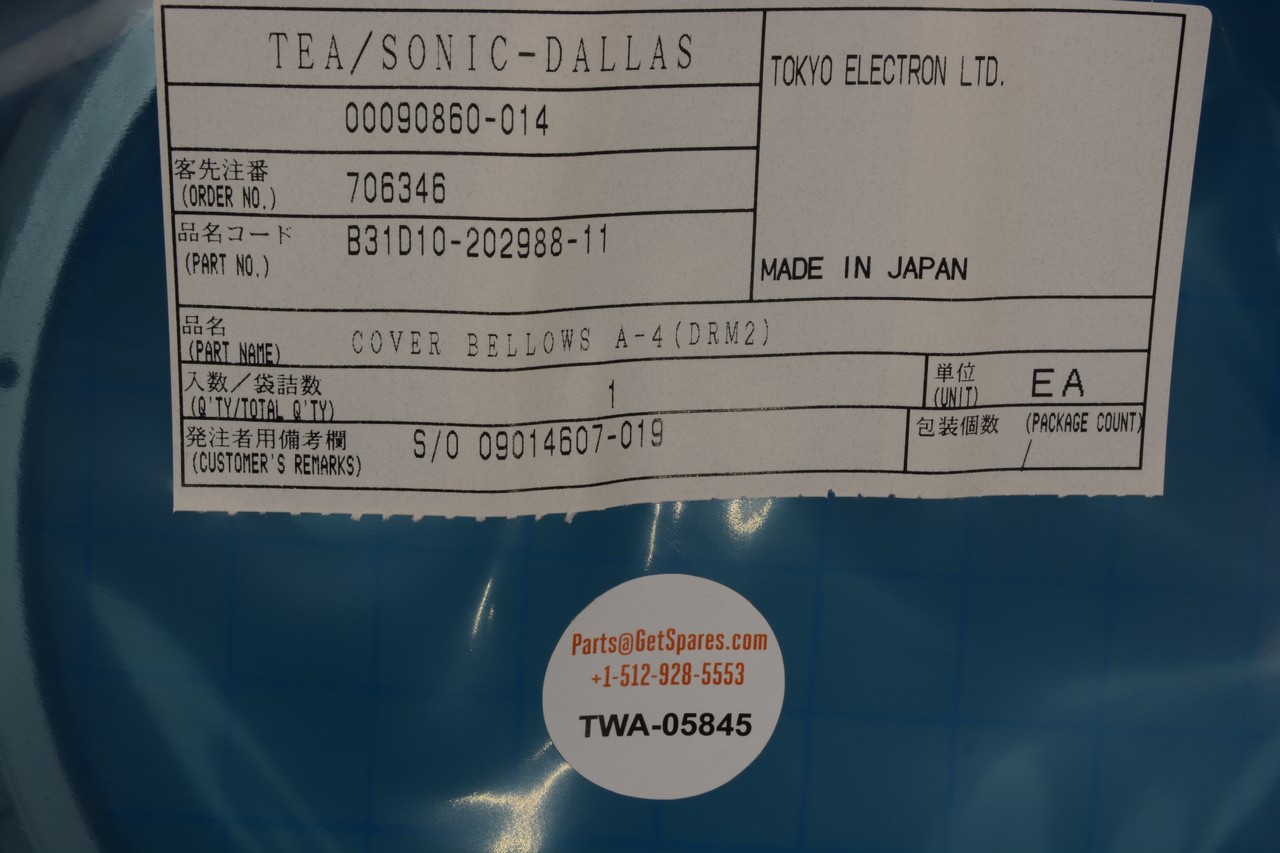 TEA/SONIC-DALLAS
TOKYO ELECTRON LTD.
00090860-014
客先注番
(ORDER NO.)
706346
品名コード
(PART NO.)
B31D10-202988-11
MADE IN JAPAN
品名
(PART NAME)
COVER BELLOWS A-4(DRM2)
入数/袋詰数
(Q'TY/TOTAL Q'TY)
1
単位
(UNIT)
EA
発注者用備考欄
(CUSTOMER'S REMARKS)
S/O 09014607-019
包装個数 (PACKAGE COUNT)
/
Parts@GetSpares.com
+1-512-928-5553
TWA-05845